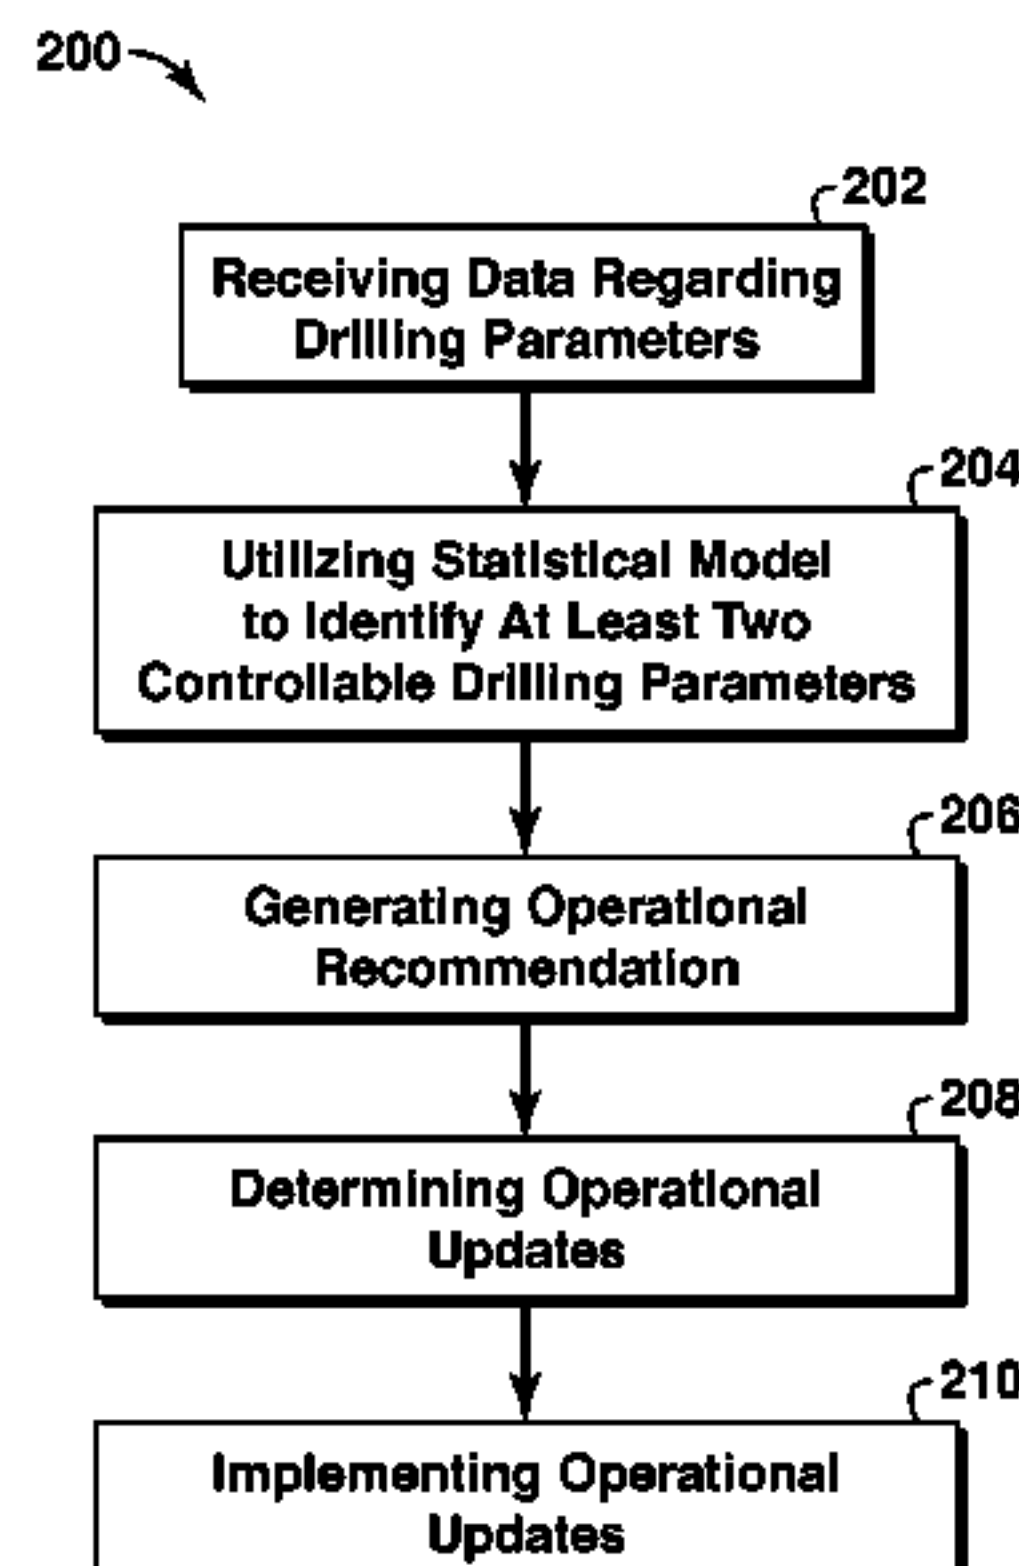 200
202
Receiving Data Regarding
Drilling Parameters
204
Utilizing Statistical Model
to Identify At Least Two
Controllable Drilling Parameters
206
Generating Operational
Recommendation
208
Determining Operational
Updates
210
Implementing Operational
Updates